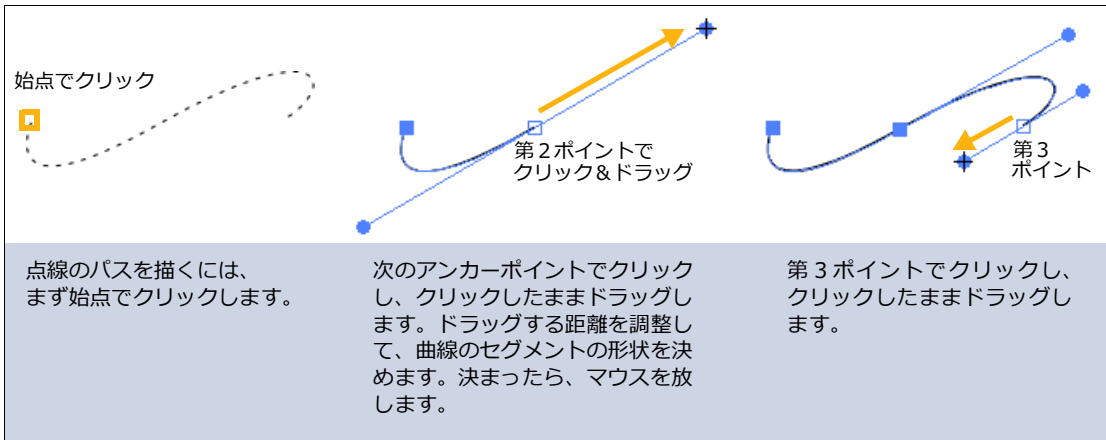 始点でクリック
第２ポイントで
クリック＆ドラッグ
第３
ポイント
点線のパスを描くには、
まず始点でクリックします。
次のアンカーポイントでクリック
し、クリックしたままドラッグし
ます。ドラッグする距離を調整し
て、曲線のセグメントの形状を決
めます。決まったら、マウスを放
します。
第３ポイントでクリックし、
クリックしたままドラッグし
ます。